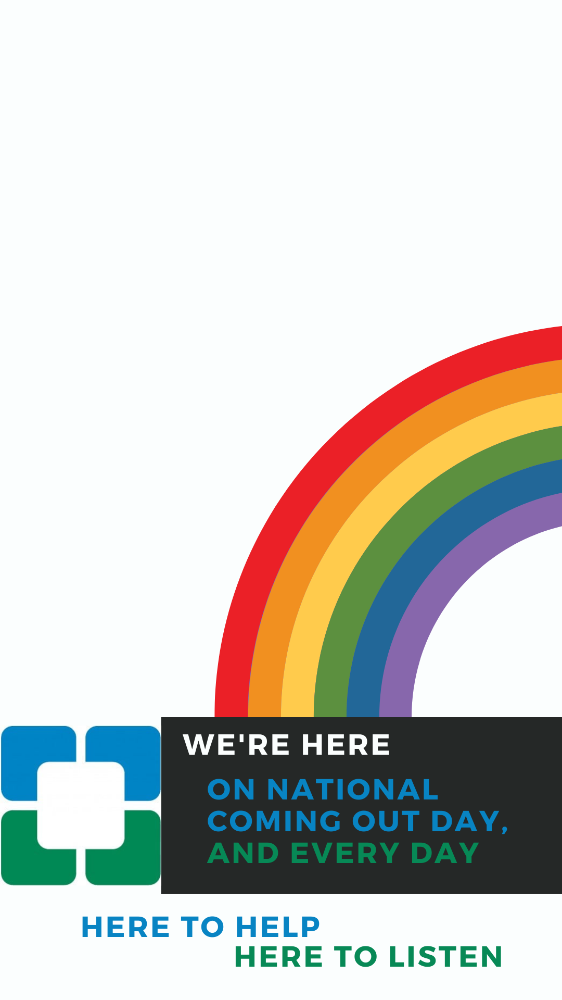 WE'RE HERE
ON NATIONAL
COMING OUT DAY,
AND EVERY DAY
HERE TO HELP
HERE TO LISTEN